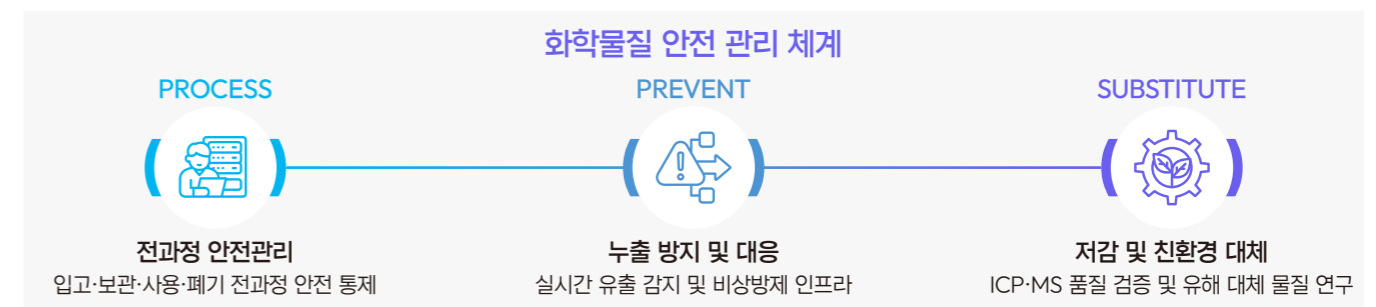 화학물질 안전 관리 체계
PROCESS
PREVENT
SUBSTITUTE
전과정 안전관리
누출 방지 및 대응
저감 및 친환경 대체
입고·보관·사용·폐기 전과정 안전 통제
실시간 유출 감지 및 비상방제 인프라
ICP·MS 품질 검증 및 유해 대체 물질 연구